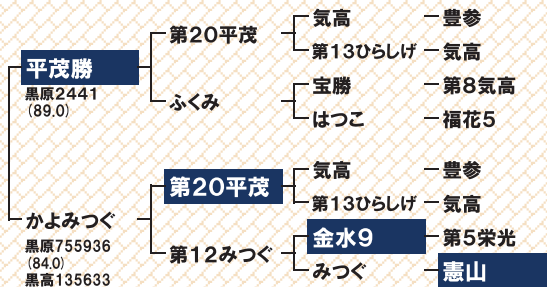 平茂勝
黒原2441
(89.0)
第20平茂
気高
豊参
第13ひらしげ
気高
ふくみ
宝勝
第8気高
はつこ
福花5
かよみつぐ
黒原755936
(84.0)
黒高135633
第20平茂
気高
豊参
第13ひらしげ
気高
第12みつぐ
金水9
第5栄光
みつぐ
憲山